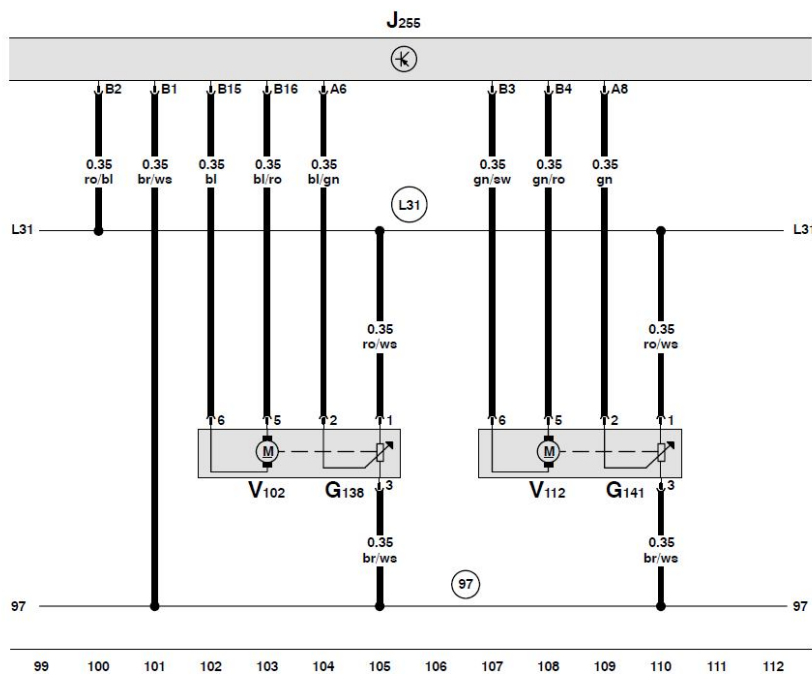 J255
B2 B1 B15 B16 A6 B3 B4 A8
0.35 0.35 0.35 0.35 0.35 0.35 0.35 0.35
ro/bl br/ws bl bl/ro bl/gn gn/sw gn/ro gn
L31 L31 L31
0.35 0.35
ro/ws ro/ws
6 5 2 1 6 5 2 1
M M
V102 G138 3 V112 G141 3
0.35 0.35
br/ws br/ws
97
97 97
99 100 101 102 103 104 105 106 107 108 109 110 111 112